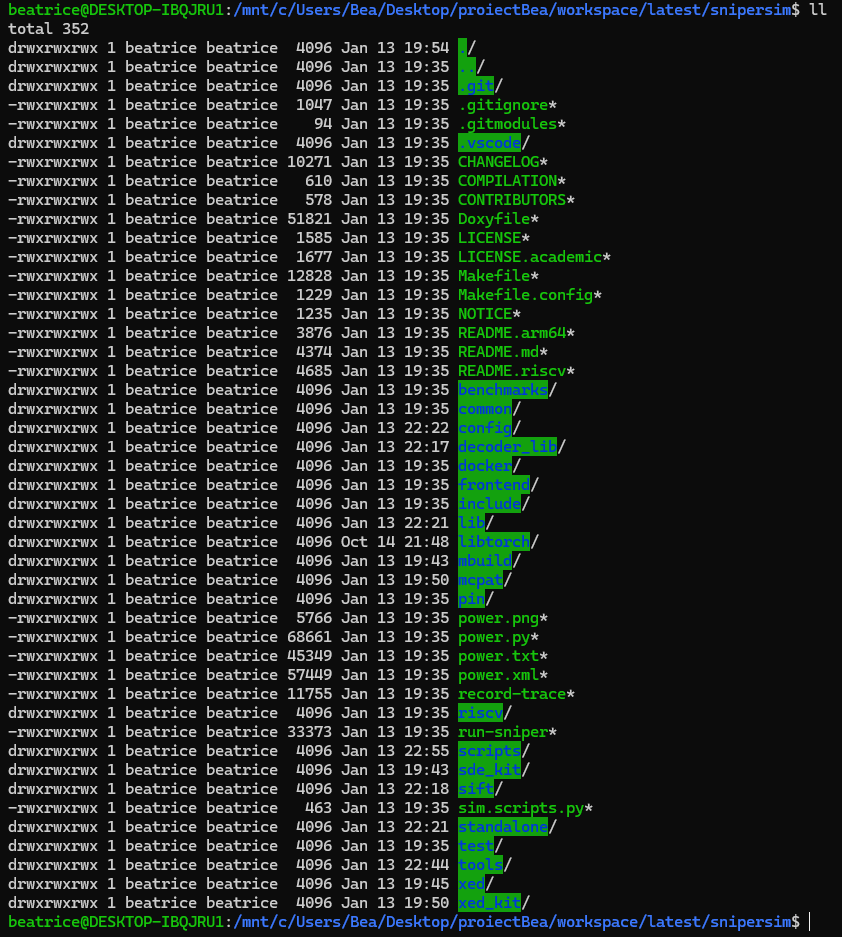 beatrice@DESKTOP-IBQJRU1:/mnt/c/Users/Bea/Desktop/proiectBea/workspace/latest/snipersim$ ll
total 352
drwxrwxrwx 1 beatrice beatrice  4096 Jan 13 19:54 ./
drwxrwxrwx 1 beatrice beatrice  4096 Jan 13 19:35 ../
drwxrwxrwx 1 beatrice beatrice  4096 Jan 13 19:35 .git/
-rwxrwxrwx 1 beatrice beatrice  1047 Jan 13 19:35 .gitignore*
-rwxrwxrwx 1 beatrice beatrice    94 Jan 13 19:35 .gitmodules*
drwxrwxrwx 1 beatrice beatrice  4096 Jan 13 19:35 .vscode/
-rwxrwxrwx 1 beatrice beatrice 10271 Jan 13 19:35 CHANGELOG*
-rwxrwxrwx 1 beatrice beatrice   610 Jan 13 19:35 COMPILATION*
-rwxrwxrwx 1 beatrice beatrice   578 Jan 13 19:35 CONTRIBUTORS*
-rwxrwxrwx 1 beatrice beatrice 51821 Jan 13 19:35 Doxyfile*
-rwxrwxrwx 1 beatrice beatrice  1585 Jan 13 19:35 LICENSE*
-rwxrwxrwx 1 beatrice beatrice  1677 Jan 13 19:35 LICENSE.academic*
-rwxrwxrwx 1 beatrice beatrice 12828 Jan 13 19:35 Makefile*
-rwxrwxrwx 1 beatrice beatrice  1229 Jan 13 19:35 Makefile.config*
-rwxrwxrwx 1 beatrice beatrice  1235 Jan 13 19:35 NOTICE*
-rwxrwxrwx 1 beatrice beatrice  3876 Jan 13 19:35 README.arm64*
-rwxrwxrwx 1 beatrice beatrice  4374 Jan 13 19:35 README.md*
-rwxrwxrwx 1 beatrice beatrice  4685 Jan 13 19:35 README.riscv*
drwxrwxrwx 1 beatrice beatrice  4096 Jan 13 19:35 benchmarks/
drwxrwxrwx 1 beatrice beatrice  4096 Jan 13 19:35 common/
drwxrwxrwx 1 beatrice beatrice  4096 Jan 13 22:22 config/
drwxrwxrwx 1 beatrice beatrice  4096 Jan 13 22:17 decoder_lib/
drwxrwxrwx 1 beatrice beatrice  4096 Jan 13 19:35 docker/
drwxrwxrwx 1 beatrice beatrice  4096 Jan 13 19:35 frontend/
drwxrwxrwx 1 beatrice beatrice  4096 Jan 13 19:35 include/
drwxrwxrwx 1 beatrice beatrice  4096 Jan 13 22:21 lib/
drwxrwxrwx 1 beatrice beatrice  4096 Oct 14 21:48 libtorch/
drwxrwxrwx 1 beatrice beatrice  4096 Jan 13 19:43 mbuild/
drwxrwxrwx 1 beatrice beatrice  4096 Jan 13 19:50 mcpat/
drwxrwxrwx 1 beatrice beatrice  4096 Jan 13 19:35 pin/
-rwxrwxrwx 1 beatrice beatrice  5766 Jan 13 19:35 power.png*
-rwxrwxrwx 1 beatrice beatrice 68661 Jan 13 19:35 power.py*
-rwxrwxrwx 1 beatrice beatrice 45349 Jan 13 19:35 power.txt*
-rwxrwxrwx 1 beatrice beatrice 57449 Jan 13 19:35 power.xml*
-rwxrwxrwx 1 beatrice beatrice 11755 Jan 13 19:35 record-trace*
drwxrwxrwx 1 beatrice beatrice  4096 Jan 13 19:35 riscv/
-rwxrwxrwx 1 beatrice beatrice 33373 Jan 13 19:35 run-sniper*
drwxrwxrwx 1 beatrice beatrice  4096 Jan 13 22:55 scripts/
drwxrwxrwx 1 beatrice beatrice  4096 Jan 13 19:43 sde_kit/
drwxrwxrwx 1 beatrice beatrice  4096 Jan 13 22:18 sift/
-rwxrwxrwx 1 beatrice beatrice   463 Jan 13 19:35 sim.scripts.py*
drwxrwxrwx 1 beatrice beatrice  4096 Jan 13 22:21 standalone/
drwxrwxrwx 1 beatrice beatrice  4096 Jan 13 19:35 test/
drwxrwxrwx 1 beatrice beatrice  4096 Jan 13 22:44 tools/
drwxrwxrwx 1 beatrice beatrice  4096 Jan 13 19:45 xed/
drwxrwxrwx 1 beatrice beatrice  4096 Jan 13 19:50 xed_kit/
beatrice@DESKTOP-IBQJRU1:/mnt/c/Users/Bea/Desktop/proiectBea/workspace/latest/snipersim$